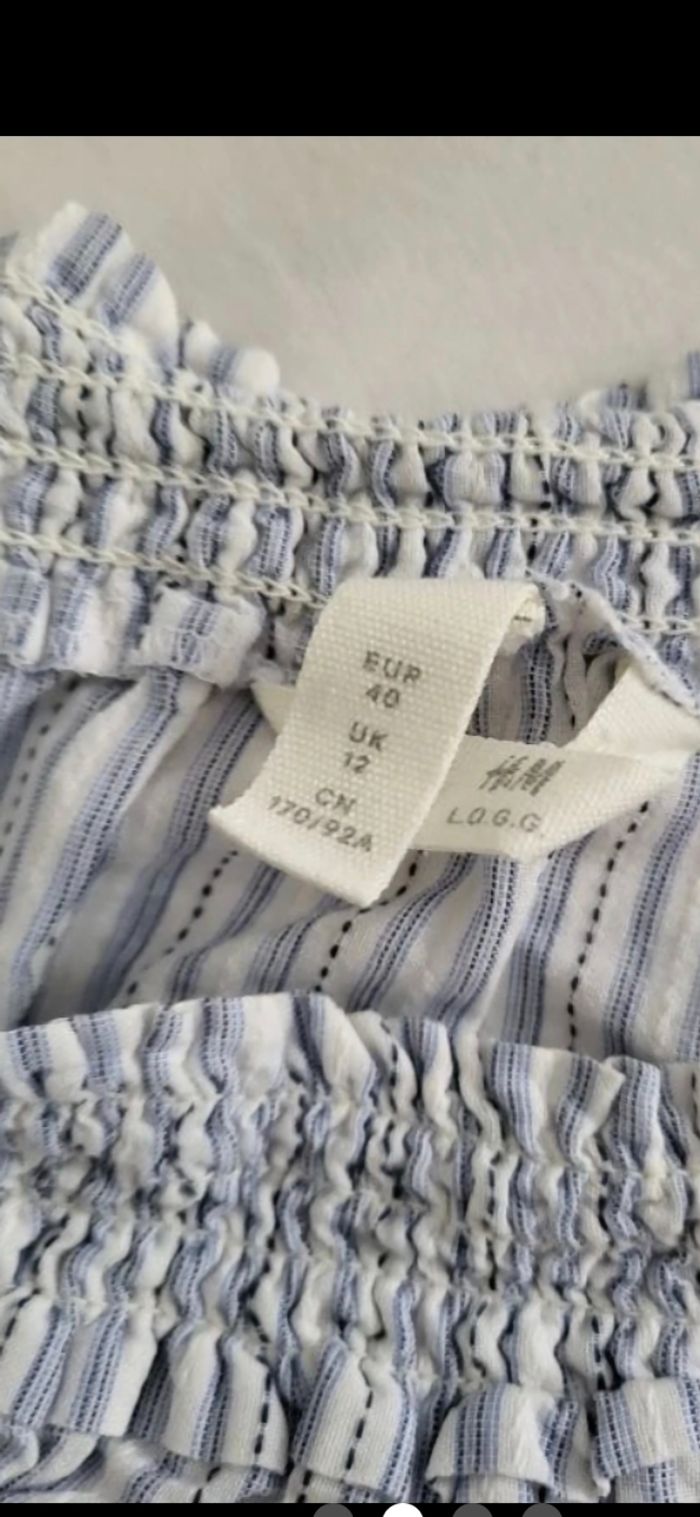 EUR
40
UK
12
CN
170/92A
H&M
L.O.G.G.